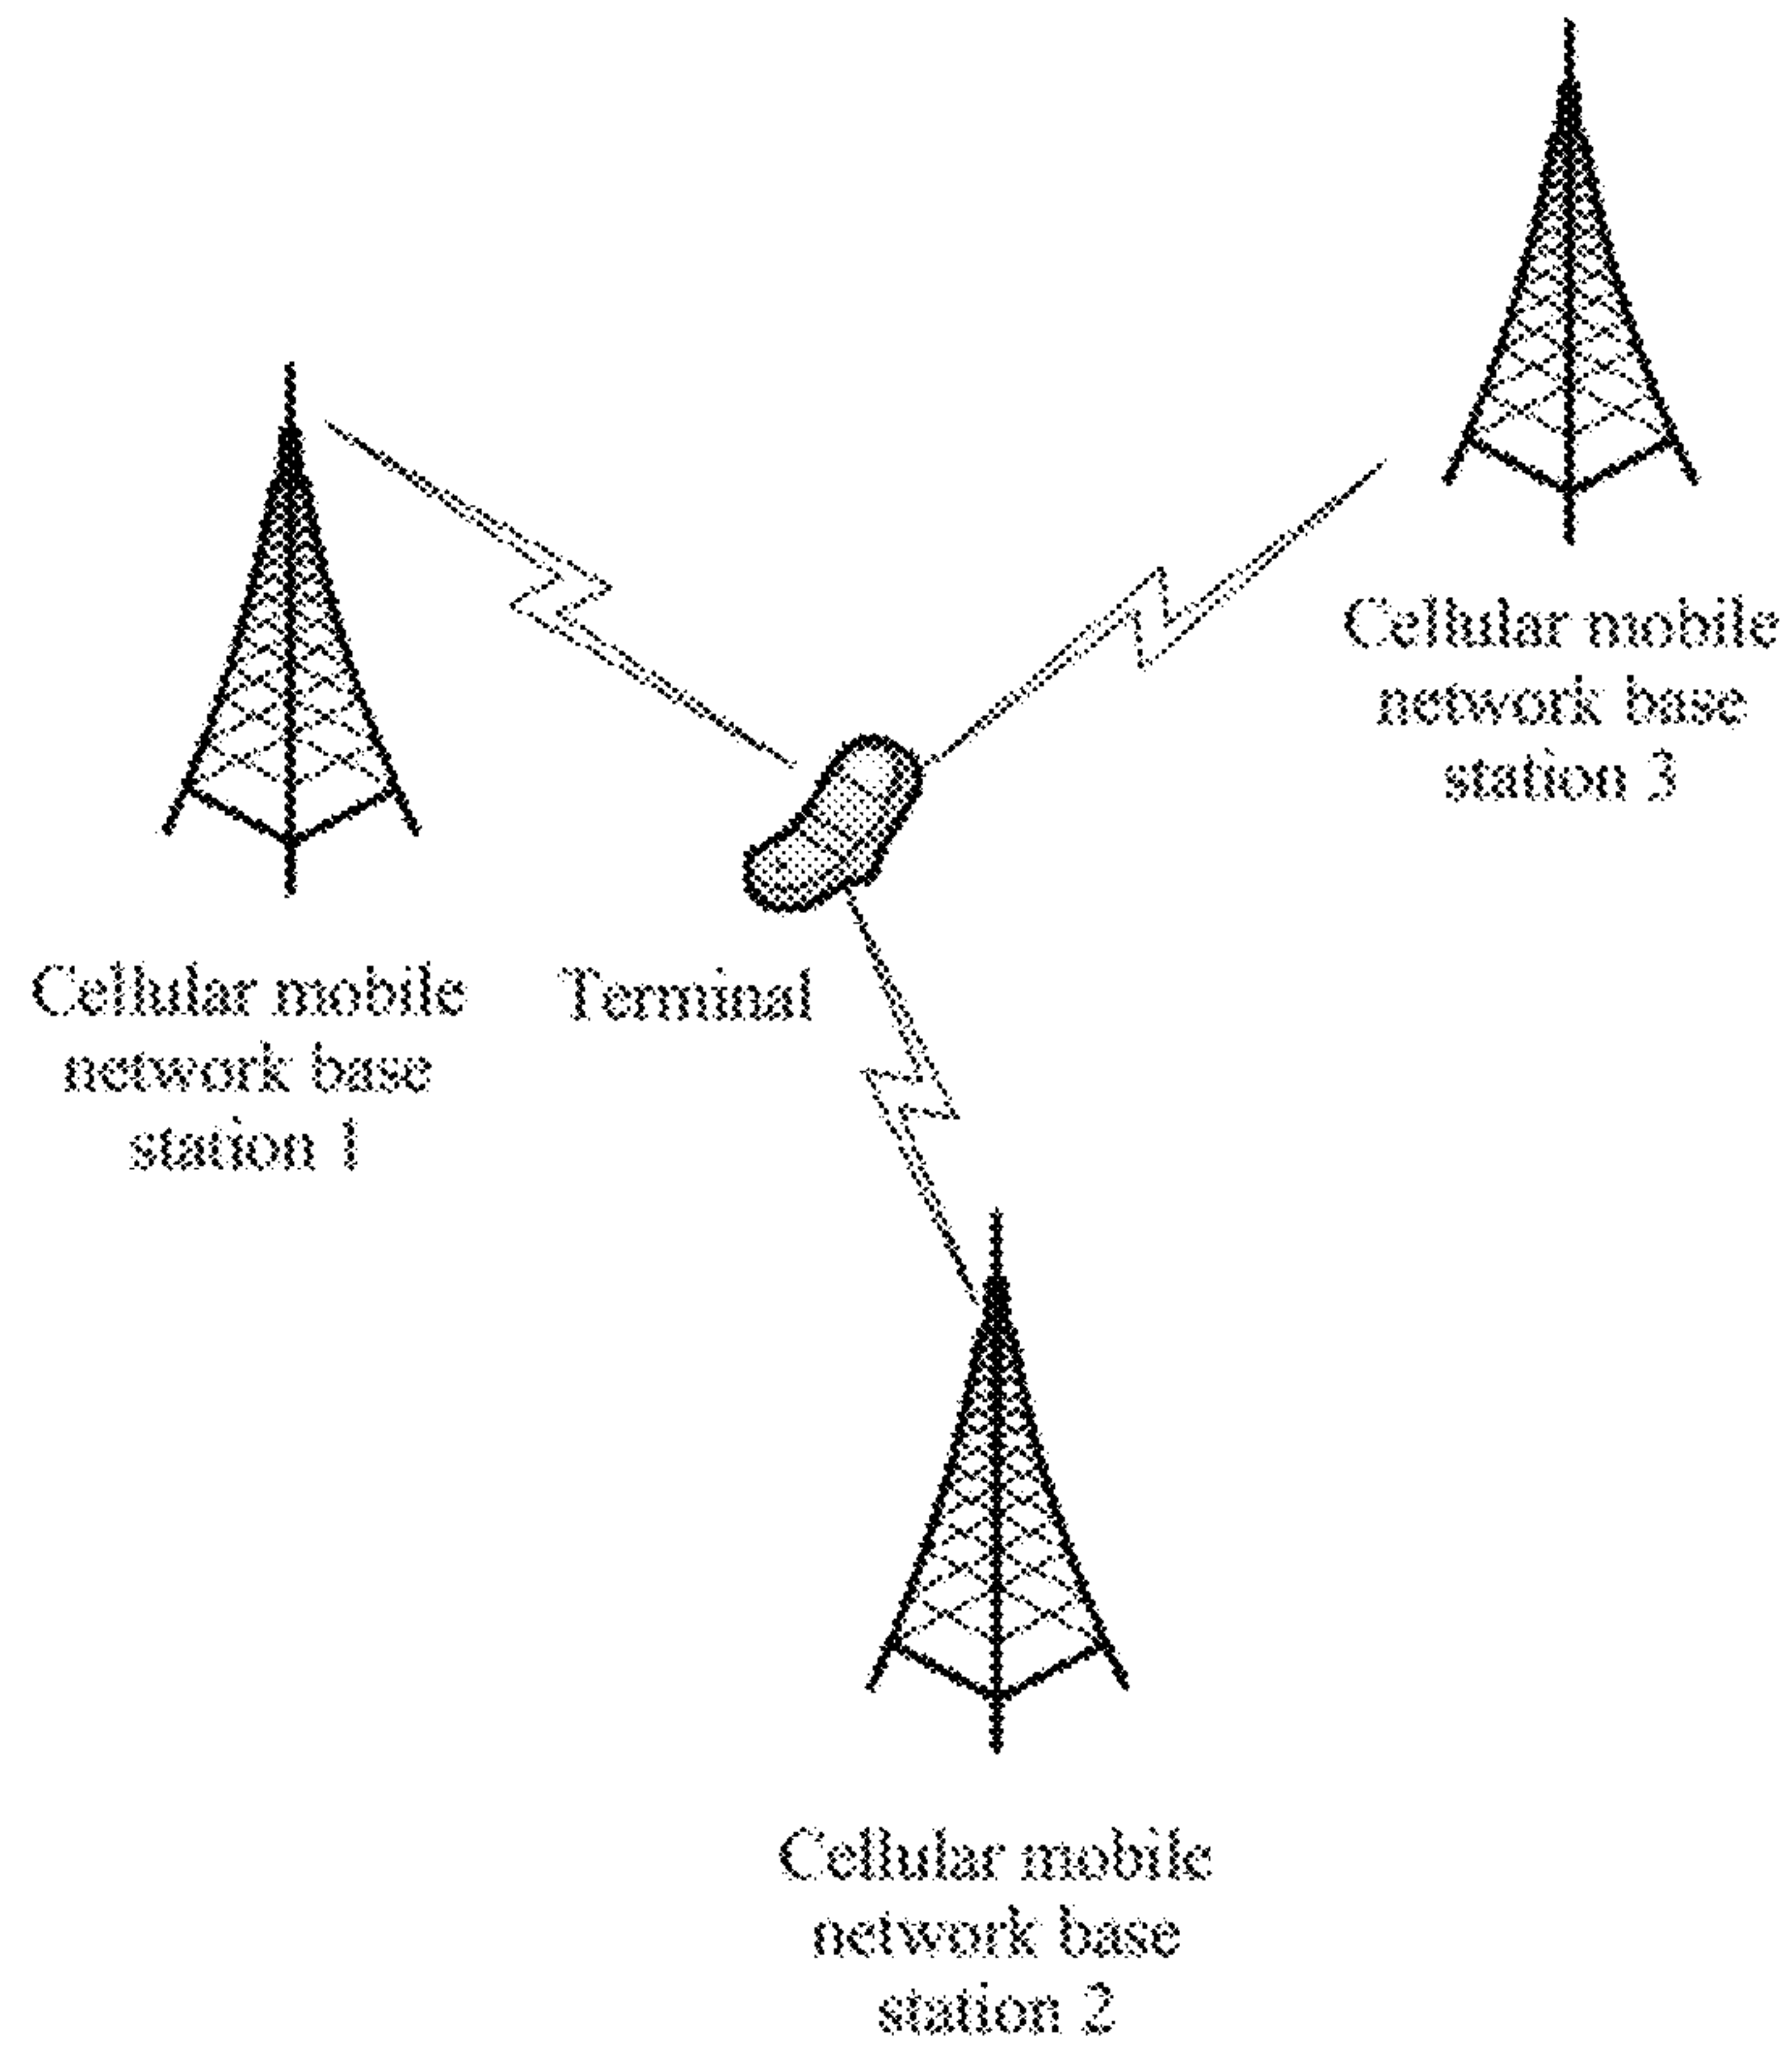 Cellular mobile
network base
station 3
Cellular mobile
network base
station 1
Terminal
Cellular mobile
network base
station 2